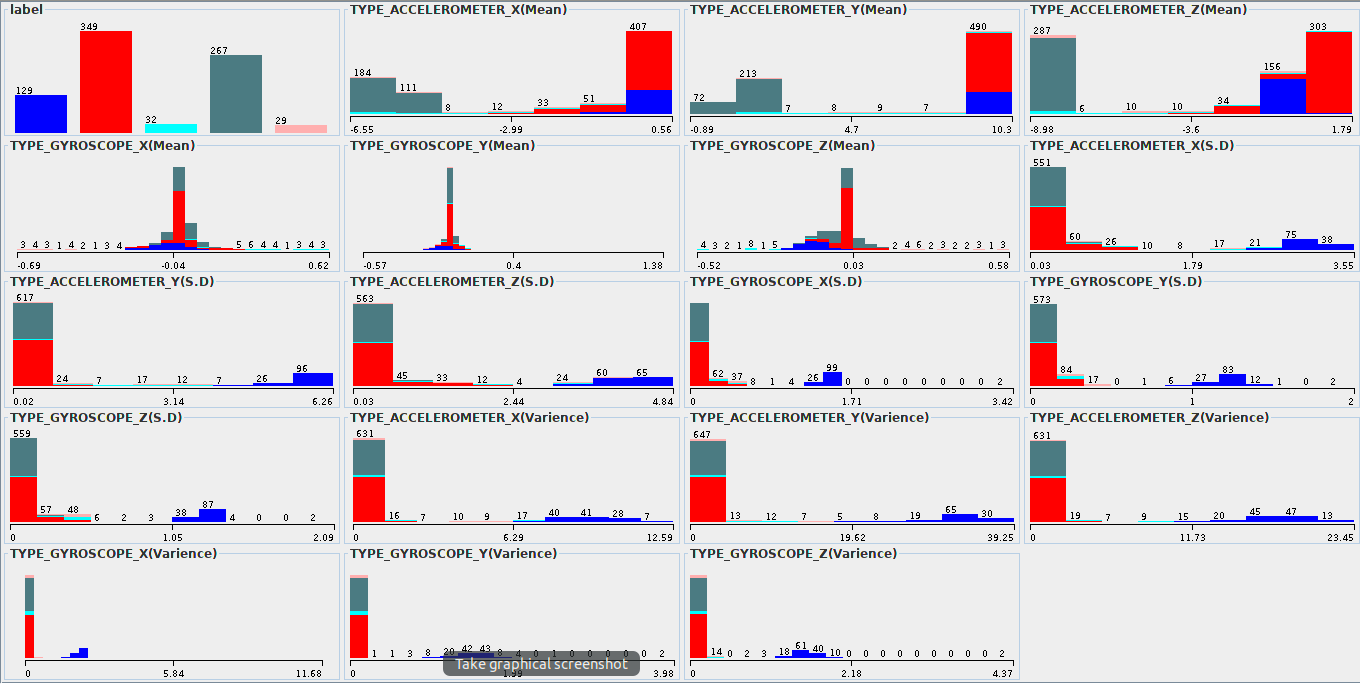 label
129 349 32 267 29
TYPE_ACCELEROMETER_X(Mean)
184 111 8 12 33 51 407
-6.55 -2.99 0.56
TYPE_ACCELEROMETER_Y(Mean)
72 213 7 8 9 7 490
-0.89 4.7 10.3
TYPE_ACCELEROMETER_Z(Mean)
287 6 10 10 34 156 303
-8.98 -3.6 1.79
TYPE_GYROSCOPE_X(Mean)
3 4 3 1 4 2 1 3 4 5 6 4 4 1 3 4 3
-0.69 -0.04 0.62
TYPE_GYROSCOPE_Y(Mean)
-0.57 0.4 1.38
TYPE_GYROSCOPE_Z(Mean)
4 3 2 1 8 1 5 2 4 6 2 3 2 2 3 1 3
-0.52 0.03 0.58
TYPE_ACCELEROMETER_X(S.D)
551 60 26 10 8 17 21 75 38
0.03 1.79 3.55
TYPE_ACCELEROMETER_Y(S.D)
617 24 7 17 12 7 26 96
0.02 3.14 6.26
TYPE_ACCELEROMETER_Z(S.D)
563 45 33 12 4 24 60 65
0.03 2.44 4.84
TYPE_GYROSCOPE_X(S.D)
62 37 8 1 4 26 99 0 0 0 0 0 0 0 2
0 1.71 3.42
TYPE_GYROSCOPE_Y(S.D)
573 84 17 0 1 6 27 83 12 1 0 2
0 1 2
TYPE_GYROSCOPE_Z(S.D)
559 57 48 6 2 3 38 87 4 0 0 2
0 1.05 2.09
TYPE_ACCELEROMETER_X(Varience)
631 16 7 10 9 17 40 41 28 7
0 6.29 12.59
TYPE_ACCELEROMETER_Y(Varience)
647 13 12 7 5 8 19 65 30
0 19.62 39.25
TYPE_ACCELEROMETER_Z(Varience)
631 19 7 9 15 20 45 47 13
0 11.73 23.45
TYPE_GYROSCOPE_X(Varience)
0 5.84 11.68
TYPE_GYROSCOPE_Y(Varience)
1 1 3 8 20 42 43 8 4 0 1 0 0 0 0 0 2
0 1.99 3.98
Take graphical screenshot
TYPE_GYROSCOPE_Z(Varience)
14 0 2 3 18 61 40 10 0 0 0 0 0 0 0 0 2
0 2.18 4.37